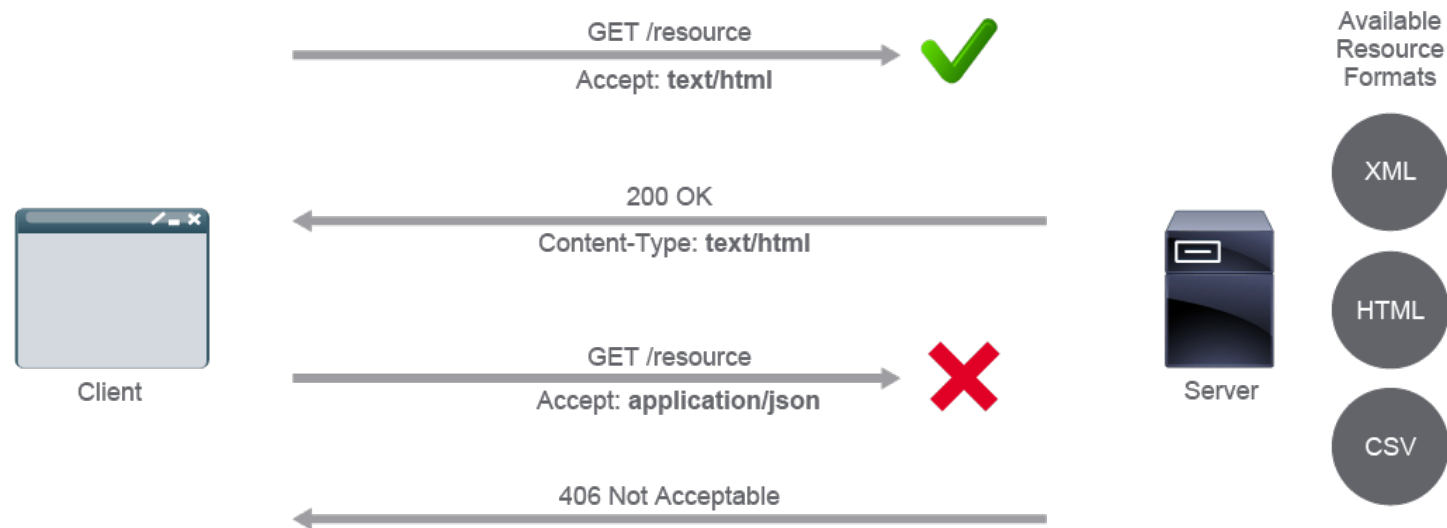 GET /resource
Accept: text/html
200 OK
Content-Type: text/html
GET /resource
Accept: application/json
406 Not Acceptable
Client
Server
Available
Resource
Formats
XML
HTML
CSV